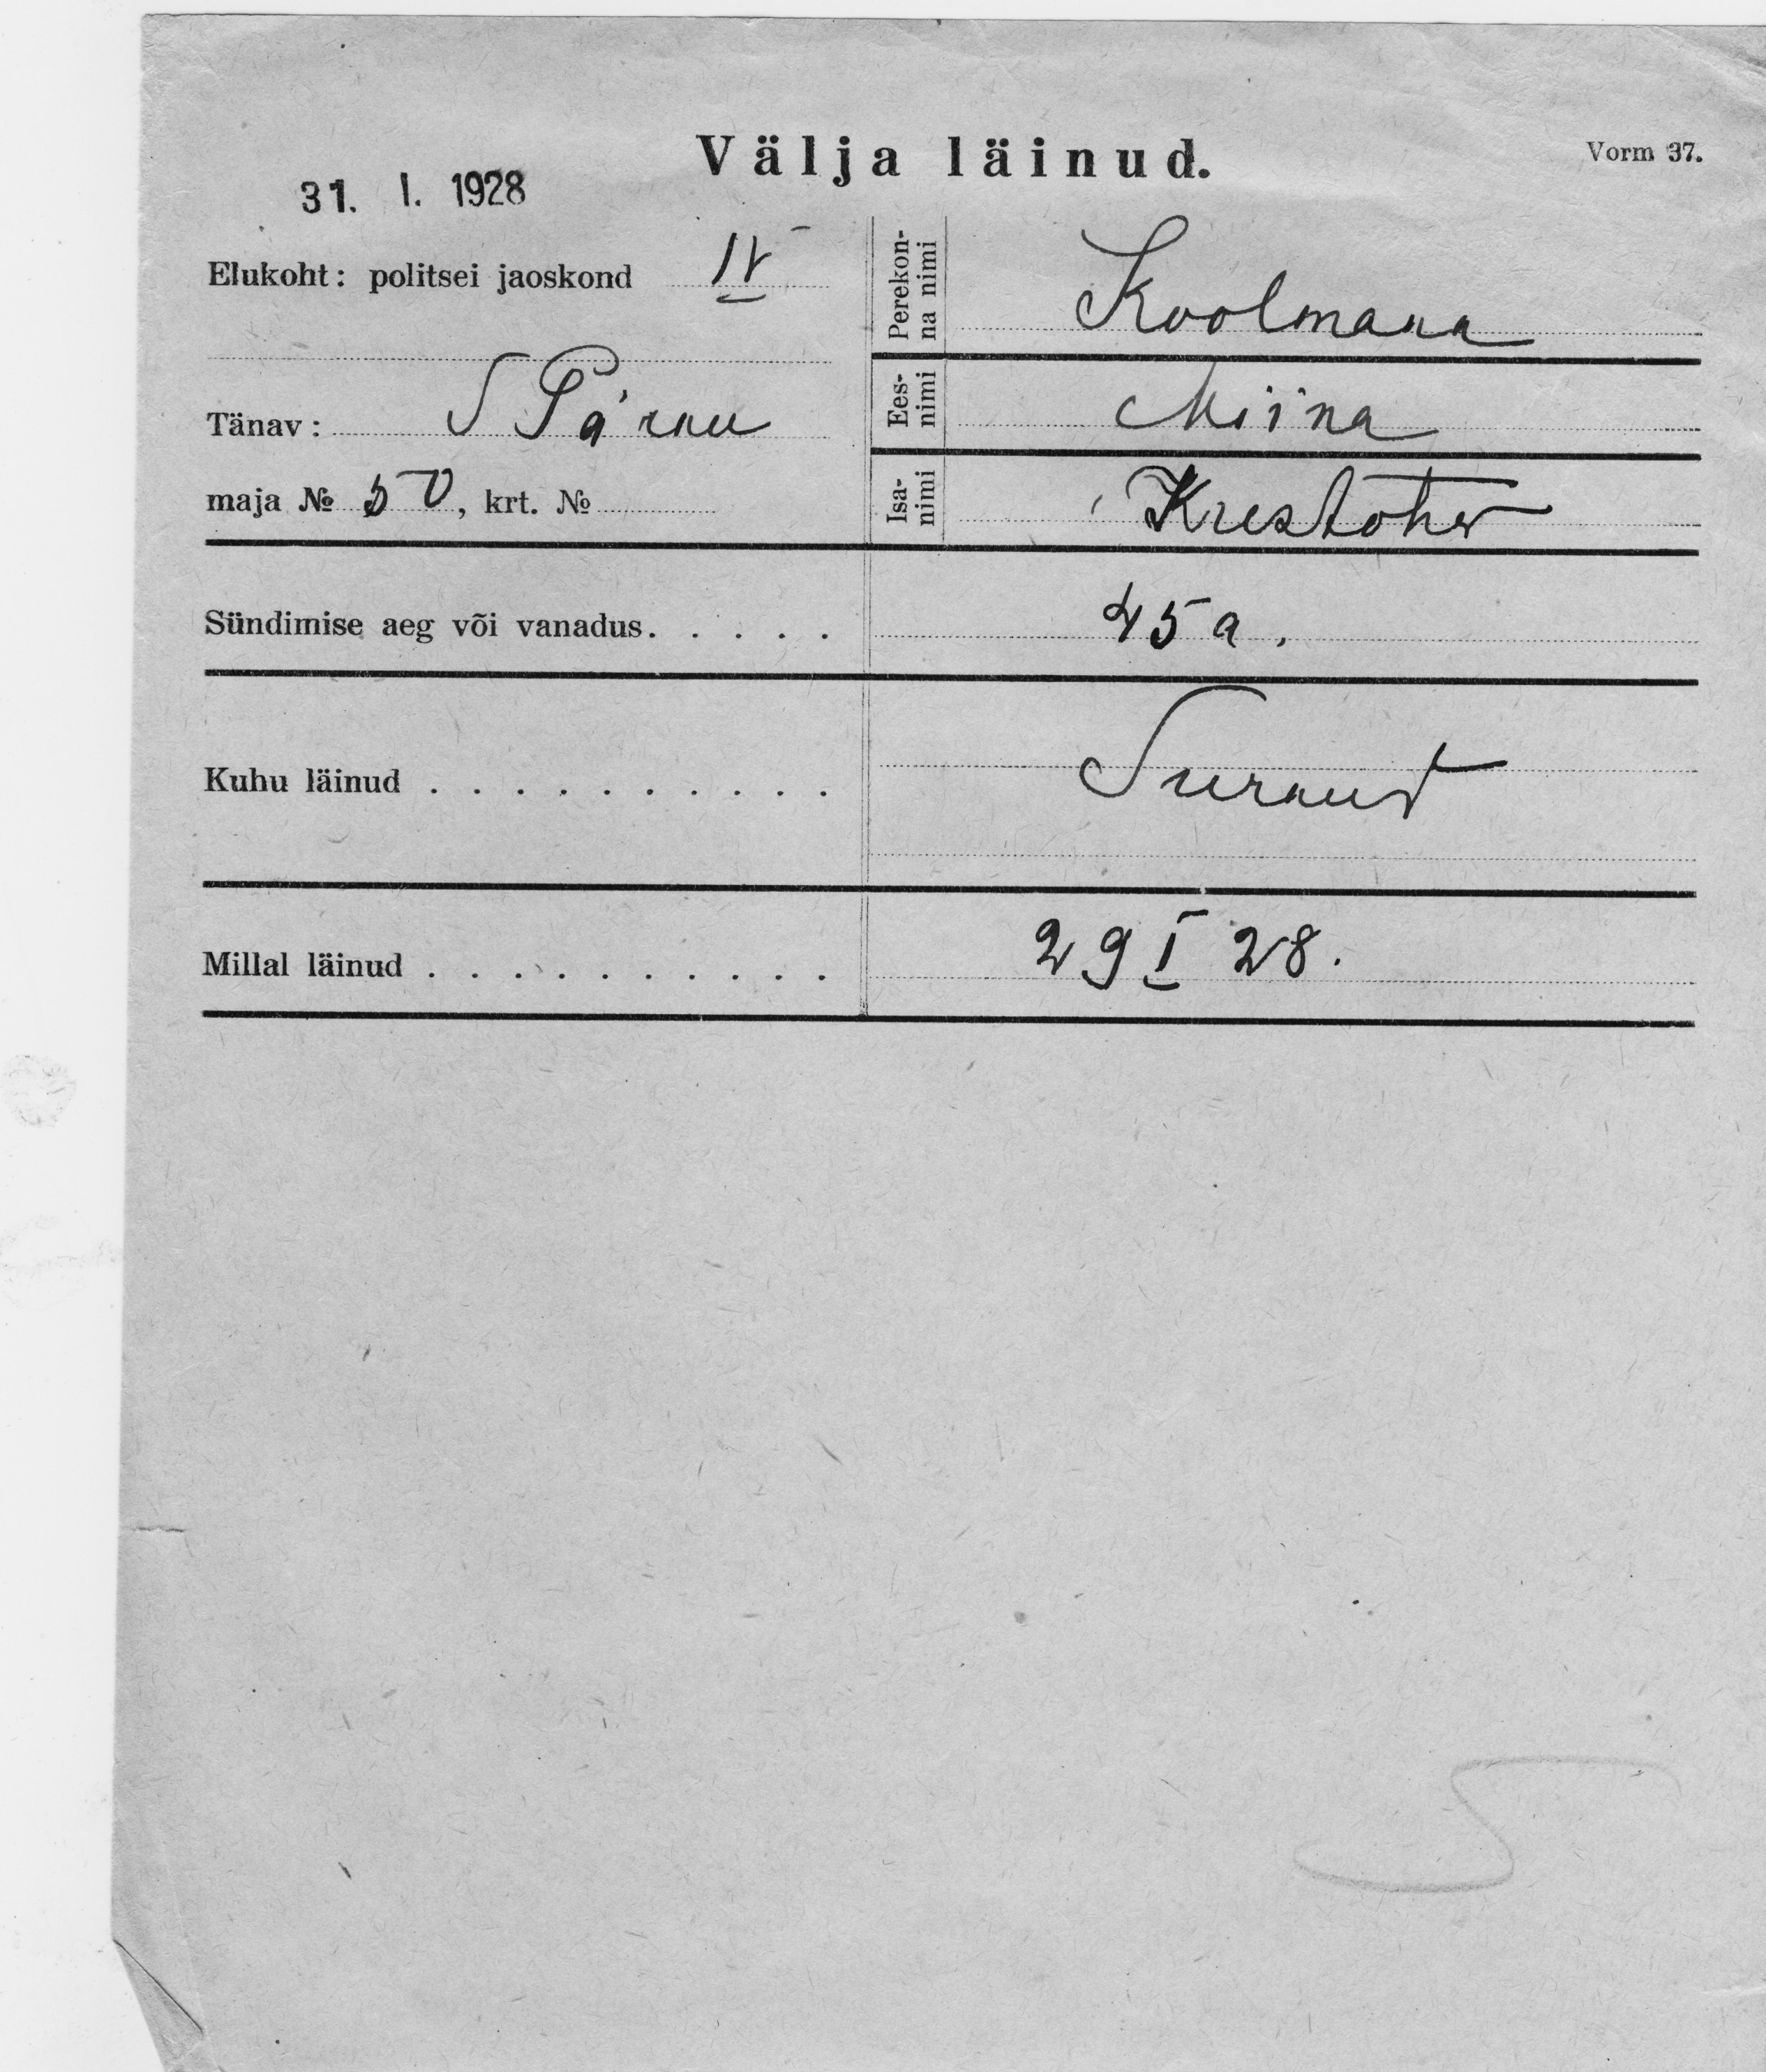 Välja läinud.
Vorm 37.
31. I. 1928
Elukoht: politsei jaoskond IV
Tänav: S Pärnu
maja № 50, krt. №
Perekon-
na nimi
Koolmann
Ees-
nimi
Miina
Isa-
nimi
Kristohv
Sündimise aeg või vanadus. . . . . 45 a.
Kuhu läinud . . . . . . . . . . Surnud
Millal läinud . . . . . . . . . . 29 I 28.
S